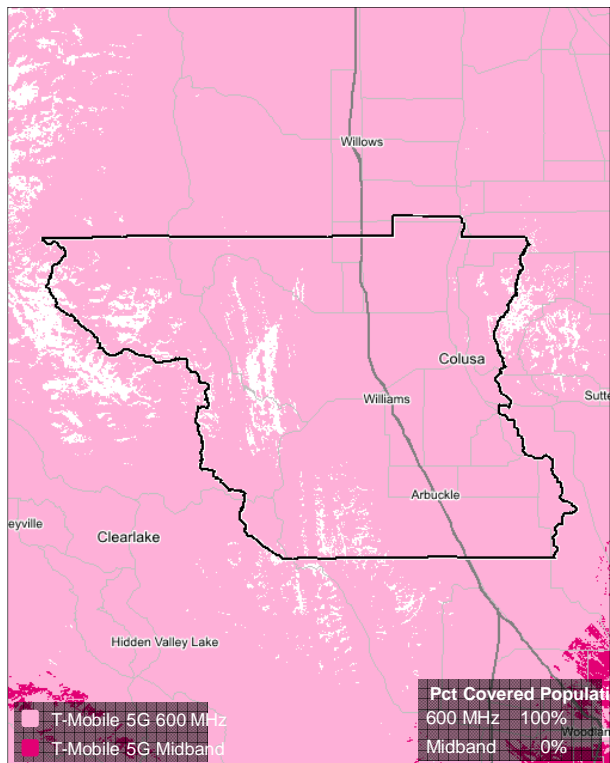 Willows
Colusa
Sutte
Williams
Arbuckle
eyville
Clearlake
Hidden Valley Lake
Pct Covered Populati
T-Mobile 5G 600 MHz
600 MHz 100%
Woodlan
T-Mobile 5G Midband
Midband 0%